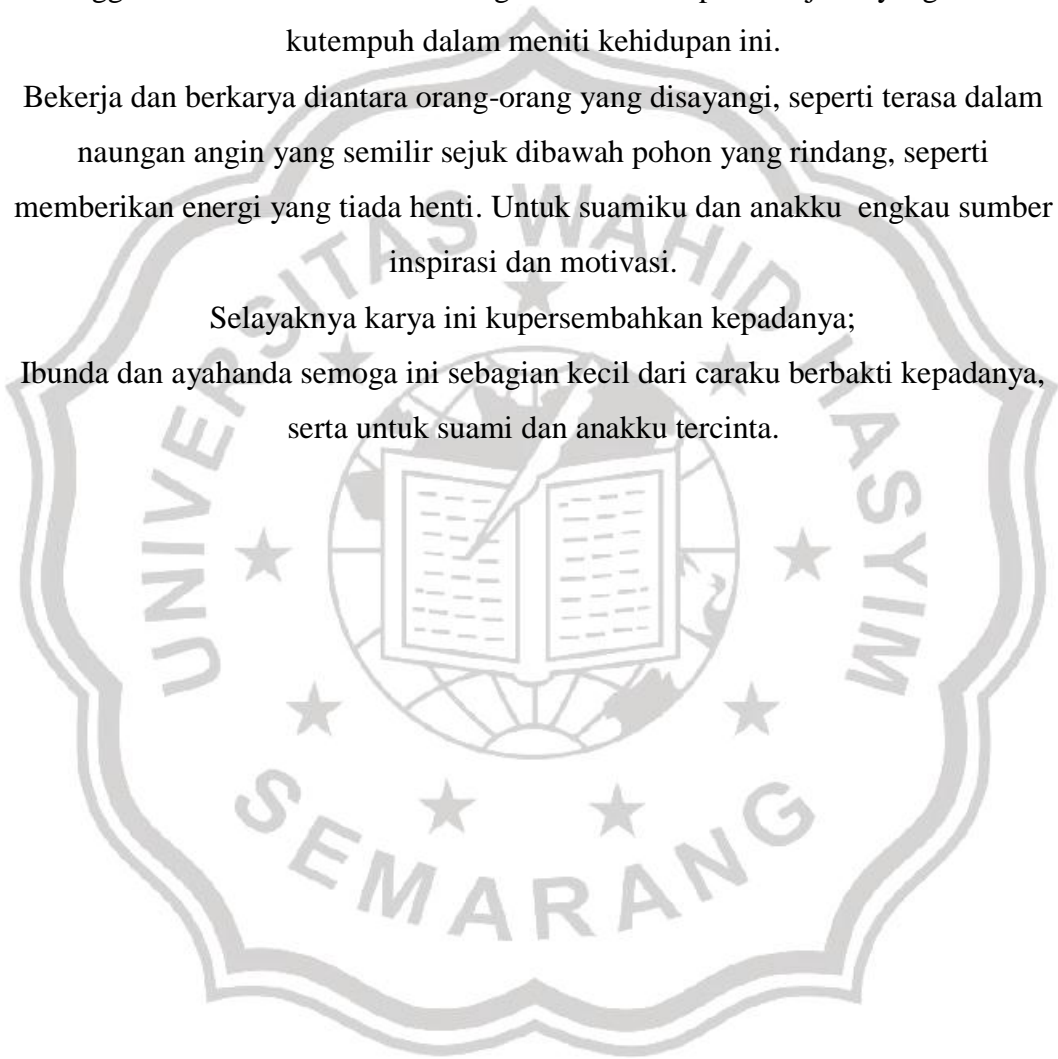 kutempuh dalam meniti kehidupan ini.
Bekerja dan berkarya diantara orang-orang yang disayangi, seperti terasa dalam
naungan angin yang semilir sejuk dibawah pohon yang rindang, seperti
memberikan energi yang tiada henti. Untuk suamiku dan anakku engkau sumber
inspirasi dan motivasi.
Selayaknya karya ini kupersembahkan kepadanya;
Ibunda dan ayahanda semoga ini sebagian kecil dari caraku berbakti kepadanya,
serta untuk suami dan anakku tercinta.
UNIVERSITAS WAHID HASYIM
SEMARANG